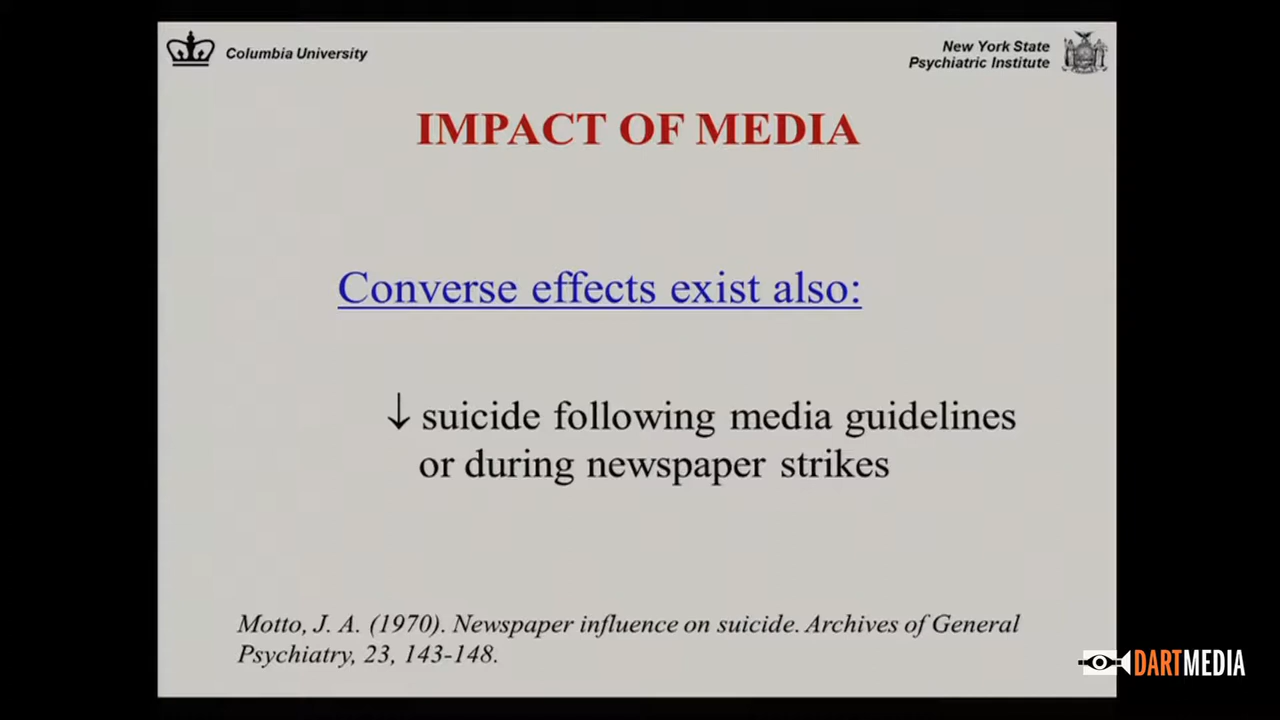 Columbia University
New York State
Psychiatric Institute
IMPACT OF MEDIA
Converse effects exist also:
↓ suicide following media guidelines
or during newspaper strikes
Motto, J. A. (1970). Newspaper influence on suicide. Archives of General
Psychiatry, 23, 143-148.
DARTMEDIA